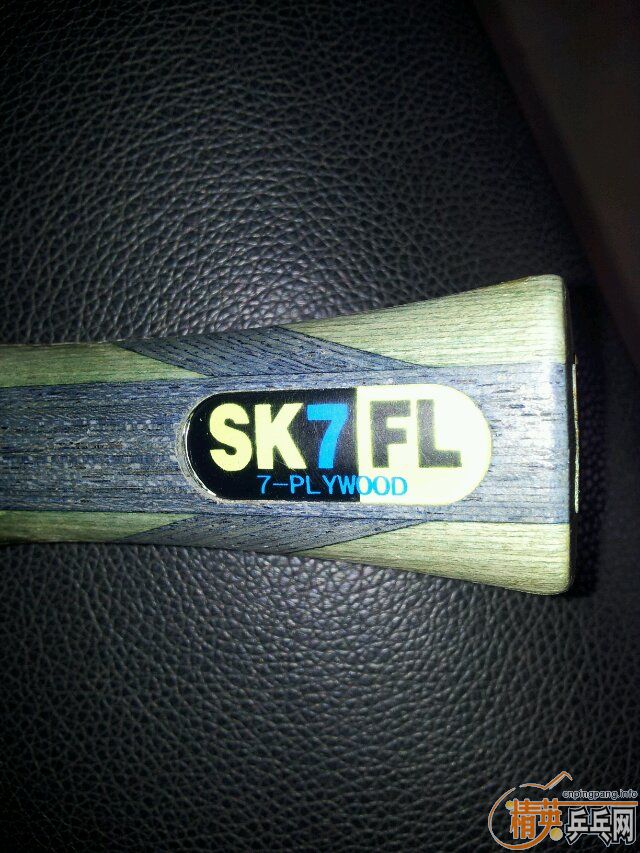 SK7FL
7-PLYWOOD
cnpingpang.info
精英乒乓网